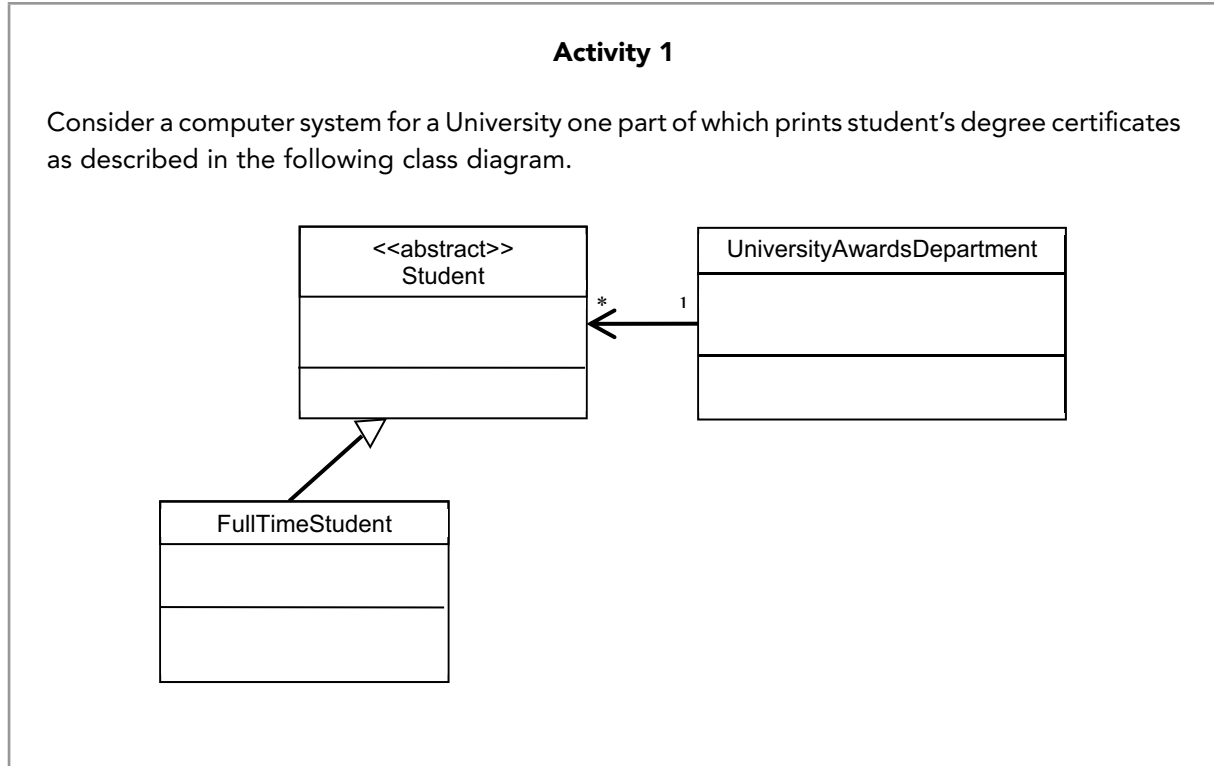 Activity 1
Consider a computer system for a University one part of which prints student's degree certificates
as described in the following class diagram.
<<abstract>>
Student
UniversityAwardsDepartment
* 1
FullTimeStudent